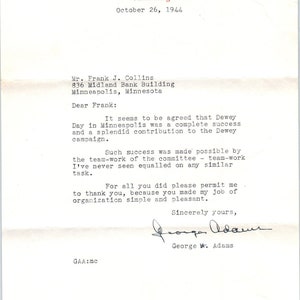 October 26, 1944
Mr. Frank J. Collins
836 Midland Bank Building
Minneapolis, Minnesota
Dear Frank:
It seems to be agreed that Dewey
Day in Minneapolis was a complete success
and a splendid contribution to the Dewey
campaign.
Such success was made possible by
the team-work of the committee - team-work
I've never seen equalled on any similar
task.
For all you did please permit me
to thank you, because you made my job of
organization simple and pleasant.
Sincerely yours,
George Adams
George W. Adams
GAA:mc